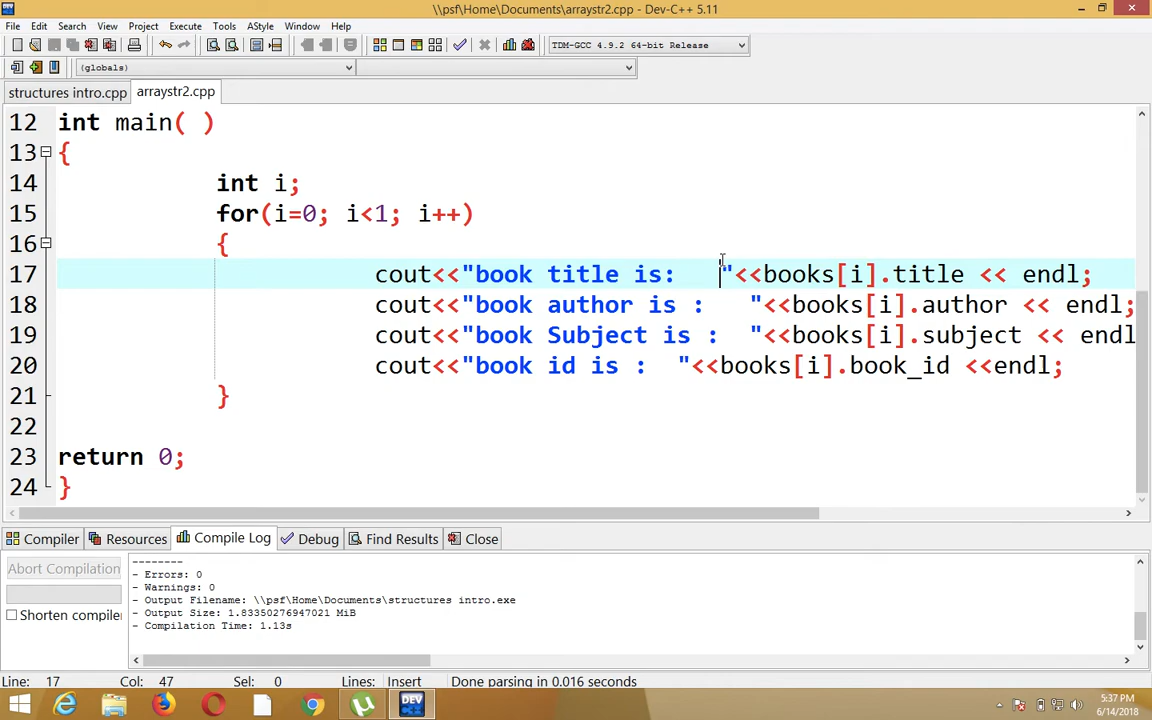 \\psf\Home\Documents\arraystr2.cpp - Dev-C++ 5.11
File Edit Search View Project Execute Tools AStyle Window Help
TDM-GCC 4.9.2 64-bit Release
(globals)
structures intro.cpp arraystr2.cpp
12 int main( )
13 {
14 int i;
15 for(i=0; i<1; i++)
16 {
17 cout<<"book title is:   "<<books[i].title << endl;
18 cout<<"book author is :   "<<books[i].author << endl;
19 cout<<"book Subject is :  "<<books[i].subject << endl
20 cout<<"book id is :  "<<books[i].book_id <<endl;
21 }
22
23 return 0;
24 }
Compiler Resources Compile Log Debug Find Results Close
Abort Compilation
Shorten compiler
--------
- Errors: 0
- Warnings: 0
- Output Filename: \\psf\Home\Documents\structures intro.exe
- Output Size: 1.83350276947021 MiB
- Compilation Time: 1.13s
Line: 17 Col: 47 Sel: 0 Lines: Insert Done parsing in 0.016 seconds
DEV
5:37 PM
6/14/2018